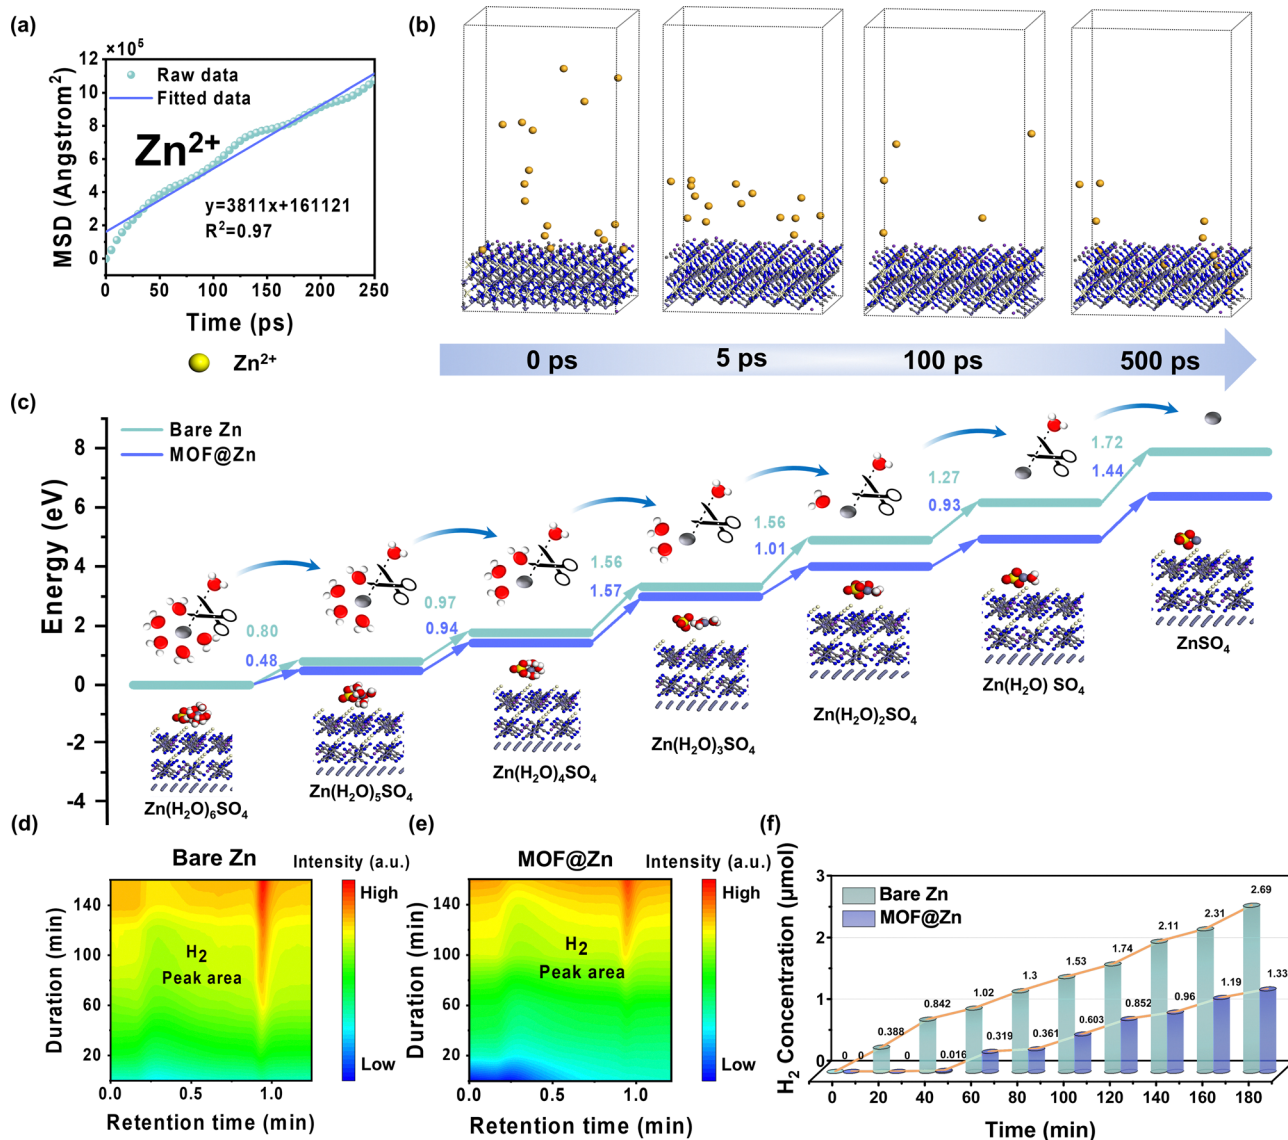 (a)
×10⁵
12
10
8
6
4
2
0
MSD (Angstrom²)
Raw data
Fitted data
Zn²⁺
y=3811x+161121
R²=0.97
0 50 100 150 200 250
Time (ps)
Zn²⁺
(b)
0 ps 5 ps 100 ps 500 ps
(c)
Bare Zn
MOF@Zn
Energy (eV)
8
6
4
2
0
-2
-4
0.80
0.48
0.97
0.94
1.56
1.57
1.56
1.01
1.27
0.93
1.72
1.44
Zn(H₂O)₆SO₄
Zn(H₂O)₅SO₄
Zn(H₂O)₄SO₄
Zn(H₂O)₃SO₄
Zn(H₂O)₂SO₄
Zn(H₂O) SO₄
ZnSO₄
(d)
Bare Zn
Intensity (a.u.)
High
Low
H₂
Peak area
Duration (min)
140
100
60
20
0.0 0.5 1.0
Retention time (min)
(e)
MOF@Zn
Intensity (a.u.)
High
Low
H₂
Peak area
Duration (min)
140
100
60
20
0.0 0.5 1.0
Retention time (min)
(f)
Bare Zn
MOF@Zn
H₂ Concentration (μmol)
3
2
1
0
0 0.388 0.842 1.02 1.3 1.53 1.74 2.11 2.31 2.69
0 0 0.016 0.319 0.361 0.603 0.852 0.96 1.19 1.33
0 20 40 60 80 100 120 140 160 180
Time (min)